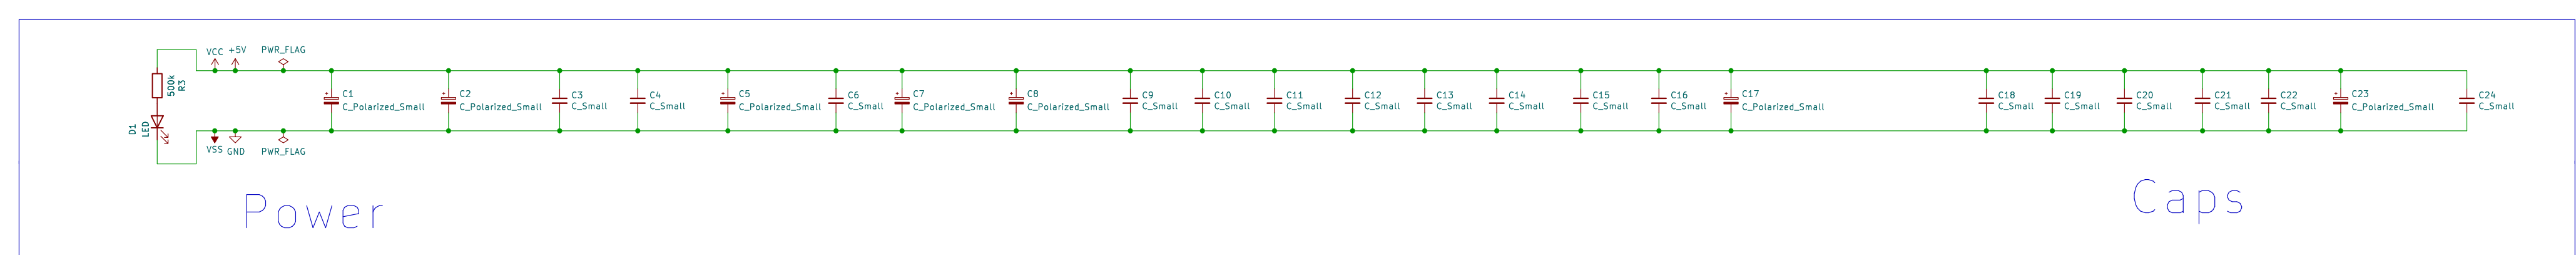 VCC +5V PWR_FLAG
500k
R3
D1
LED
VSS GND PWR_FLAG
C1
C_Polarized_Small
C2
C_Polarized_Small
C3
C_Small
C4
C_Small
C5
C_Polarized_Small
C6
C_Small
C7
C_Polarized_Small
C8
C_Polarized_Small
C9
C_Small
C10
C_Small
C11
C_Small
C12
C_Small
C13
C_Small
C14
C_Small
C15
C_Small
C16
C_Small
C17
C_Polarized_Small
C18
C_Small
C19
C_Small
C20
C_Small
C21
C_Small
C22
C_Small
C23
C_Polarized_Small
C24
C_Small
Power
Caps